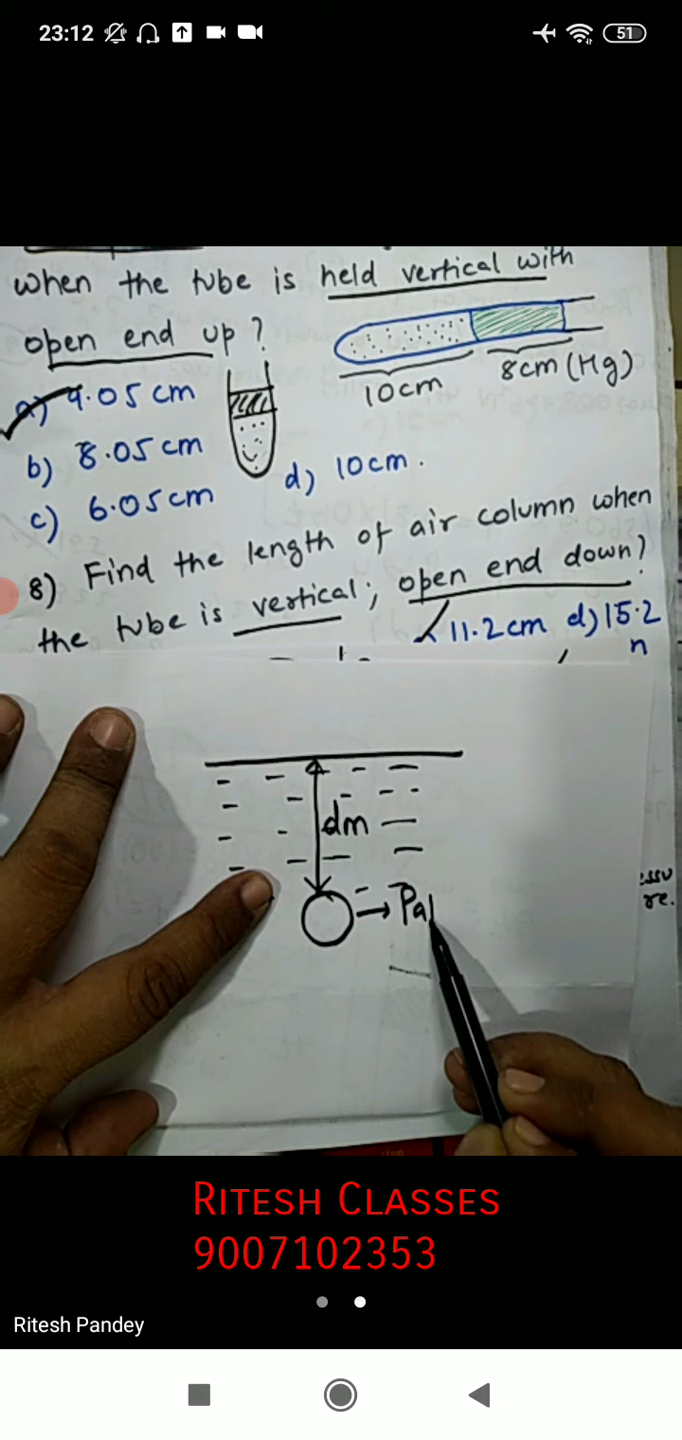 23:12
51
when the tube is held vertical with
open end up?
10cm
8cm (Hg)
a) 9.05 cm
b) 8.05 cm
c) 6.05 cm
d) 10cm.
8) Find the length of air column when
the tube is vertical; open end down?
11.2cm d) 15.2
dm
essu
re.
RITESH CLASSES
9007102353
Ritesh Pandey